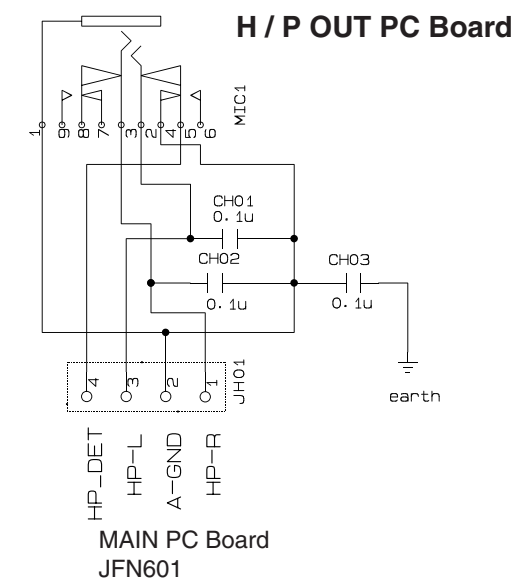 H / P OUT PC Board
MIC1
1
9
8
7
3
2
4
5
6
CH01
0.1u
CH02
0.1u
CH03
0.1u
earth
JH01
4
3
2
1
HP_DET
HP-L
A-GND
HP-R
MAIN PC Board
JFN601